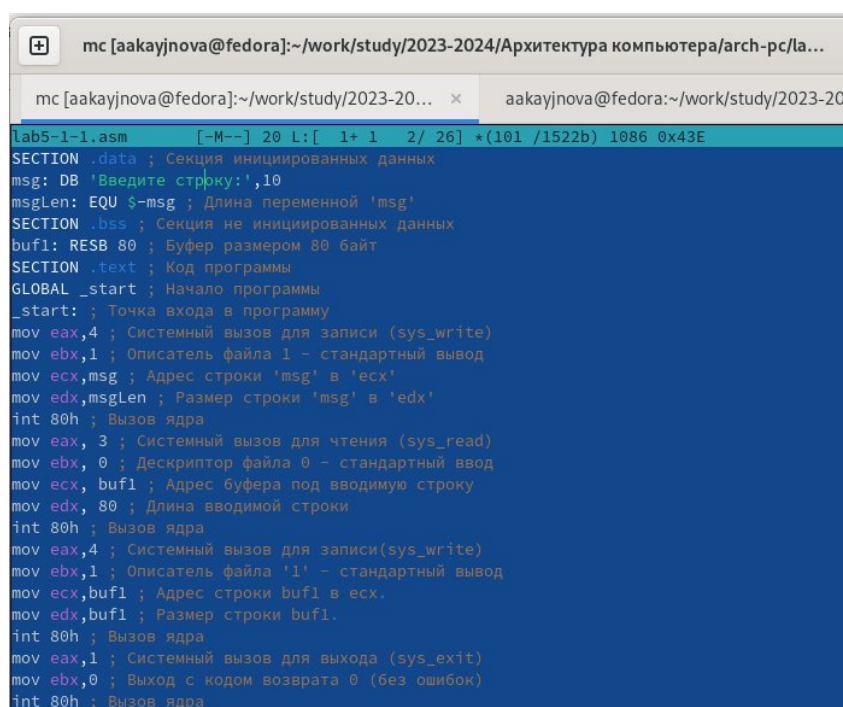 mc [aakayjnova@fedora]:~/work/study/2023-2024/Архитектура компьютера/arch-pc/la...
mc [aakayjnova@fedora]:~/work/study/2023-20... × aakayjnova@fedora:~/work/study/2023-20
lab5-1-1.asm [-M--] 20 L:[ 1+ 1 2/ 26] *(101 /1522b) 1086 0x43E
SECTION .data ; Секция инициированных данных
msg: DB 'Введите строку:',10
msgLen: EQU $-msg ; Длина переменной 'msg'
SECTION .bss ; Секция не инициированных данных
buf1: RESB 80 ; Буфер размером 80 байт
SECTION .text ; Код программы
GLOBAL _start ; Начало программы
_start: ; Точка входа в программу
mov eax,4 ; Системный вызов для записи (sys_write)
mov ebx,1 ; Описатель файла 1 - стандартный вывод
mov ecx,msg ; Адрес строки 'msg' в 'ecx'
mov edx,msgLen ; Размер строки 'msg' в 'edx'
int 80h ; Вызов ядра
mov eax, 3 ; Системный вызов для чтения (sys_read)
mov ebx, 0 ; Дескриптор файла 0 - стандартный ввод
mov ecx, buf1 ; Адрес буфера под вводимую строку
mov edx, 80 ; Длина вводимой строки
int 80h ; Вызов ядра
mov eax,4 ; Системный вызов для записи(sys_write)
mov ebx,1 ; Описатель файла '1' - стандартный вывод
mov ecx,buf1 ; Адрес строки buf1 в ecx.
mov edx,buf1 ; Размер строки buf1.
int 80h ; Вызов ядра
mov eax,1 ; Системный вызов для выхода (sys_exit)
mov ebx,0 ; Выход с кодом возврата 0 (без ошибок)
int 80h ; Вызов ядра